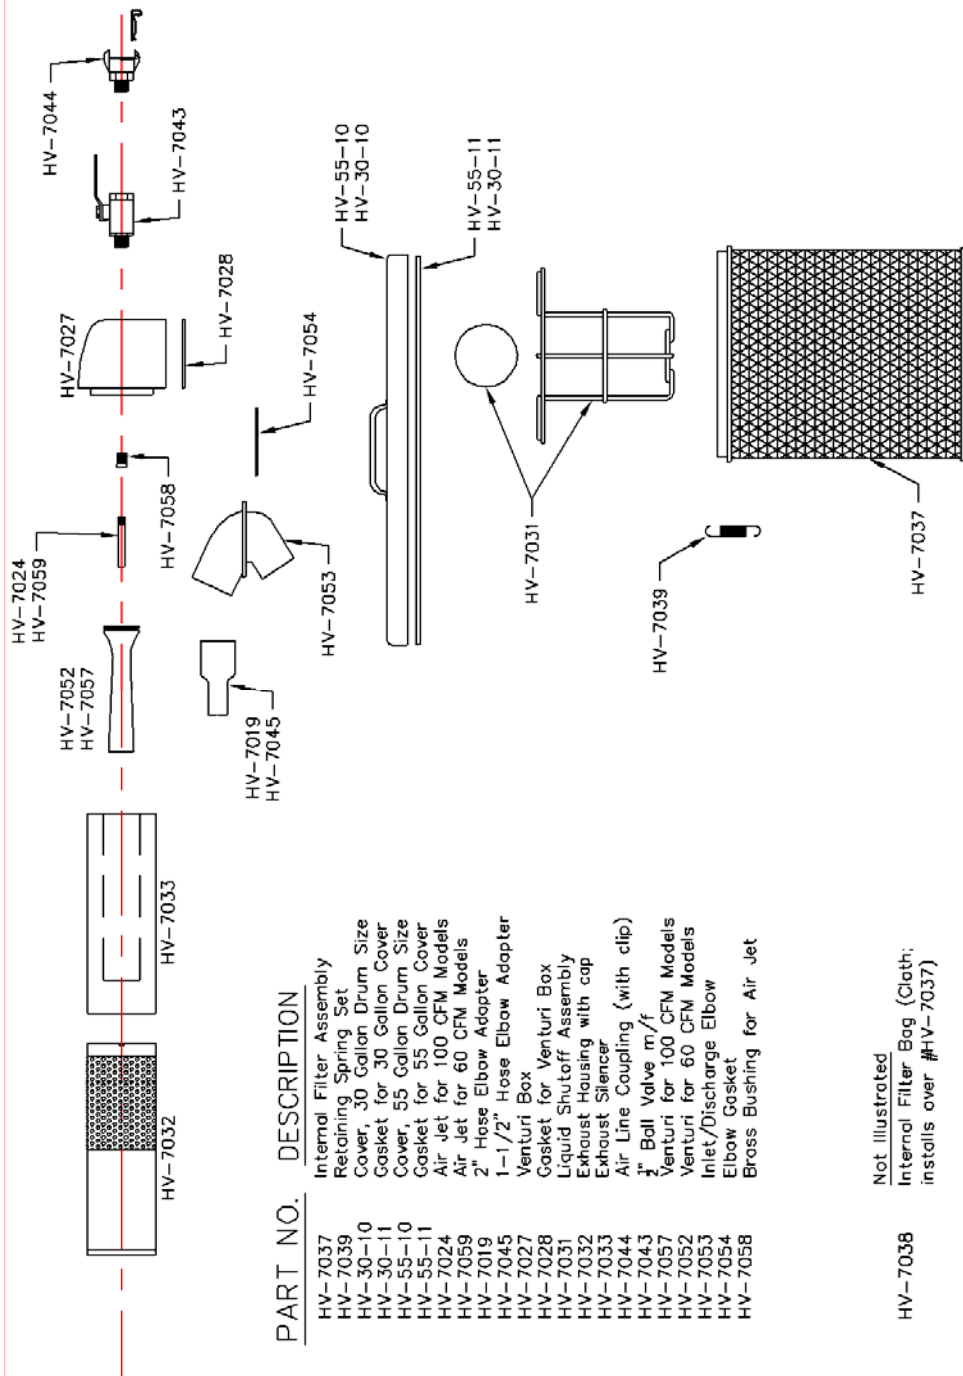 HV-7032
HV-7033
HV-7052
HV-7057
HV-7024
HV-7059
HV-7058
HV-7027
HV-7028
HV-7043
HV-7044
HV-7019
HV-7045
HV-7053
HV-7054
HV-55-10
HV-30-10
HV-55-11
HV-30-11
HV-7031
HV-7039
HV-7037
PART NO. DESCRIPTION
HV-7037 Internal Filter Assembly
HV-7039 Retaining Spring Set
HV-30-10 Cover, 30 Gallon Drum Size
HV-30-11 Gasket for 30 Gallon Cover
HV-55-10 Cover, 55 Gallon Drum Size
HV-55-11 Gasket for 55 Gallon Cover
HV-7024 Air Jet for 100 CFM Models
HV-7059 Air Jet for 60 CFM Models
HV-7019 2" Hose Elbow Adapter
HV-7045 1-1/2" Hose Elbow Adapter
HV-7027 Venturi Box
HV-7028 Gasket for Venturi Box
HV-7031 Liquid Shutoff Assembly
HV-7032 Exhaust Housing with cap
HV-7033 Exhaust Silencer
HV-7044 Air Line Coupling (with clip)
HV-7043 ½" Ball Valve m/f
HV-7057 Venturi for 100 CFM Models
HV-7052 Venturi for 60 CFM Models
HV-7053 Inlet/Discharge Elbow
HV-7054 Elbow Gasket
HV-7058 Brass Bushing for Air Jet
Not Illustrated
HV-7038 Internal Filter Bag (Cloth;
installs over #HV-7037)